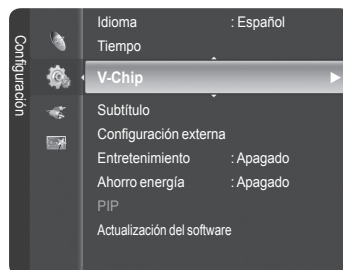 Configuración
Idioma : Español
Tiempo
V-Chip
Subtítulo
Configuración externa
Entretenimiento : Apagado
Ahorro energía : Apagado
PIP
Actualización del software